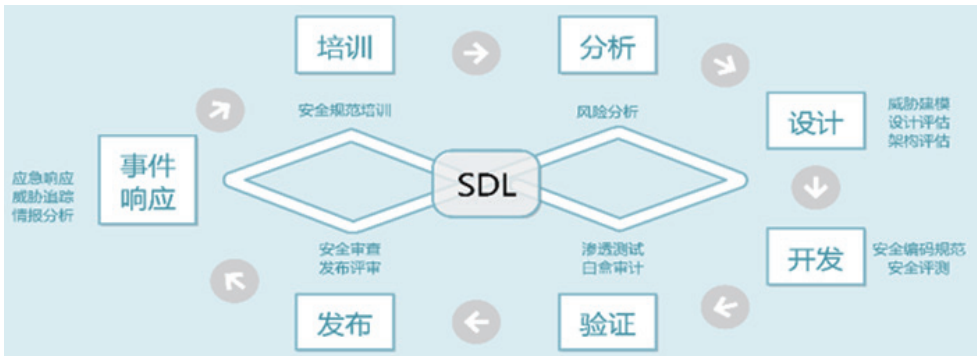 培训
分析
安全规范培训
风险分析
设计
威胁建模
设计评估
架构评估
事件
响应
应急响应
威胁追踪
情报分析
SDL
安全审查
发布评审
渗透测试
白盒审计
开发
安全编码规范
安全评测
发布
验证